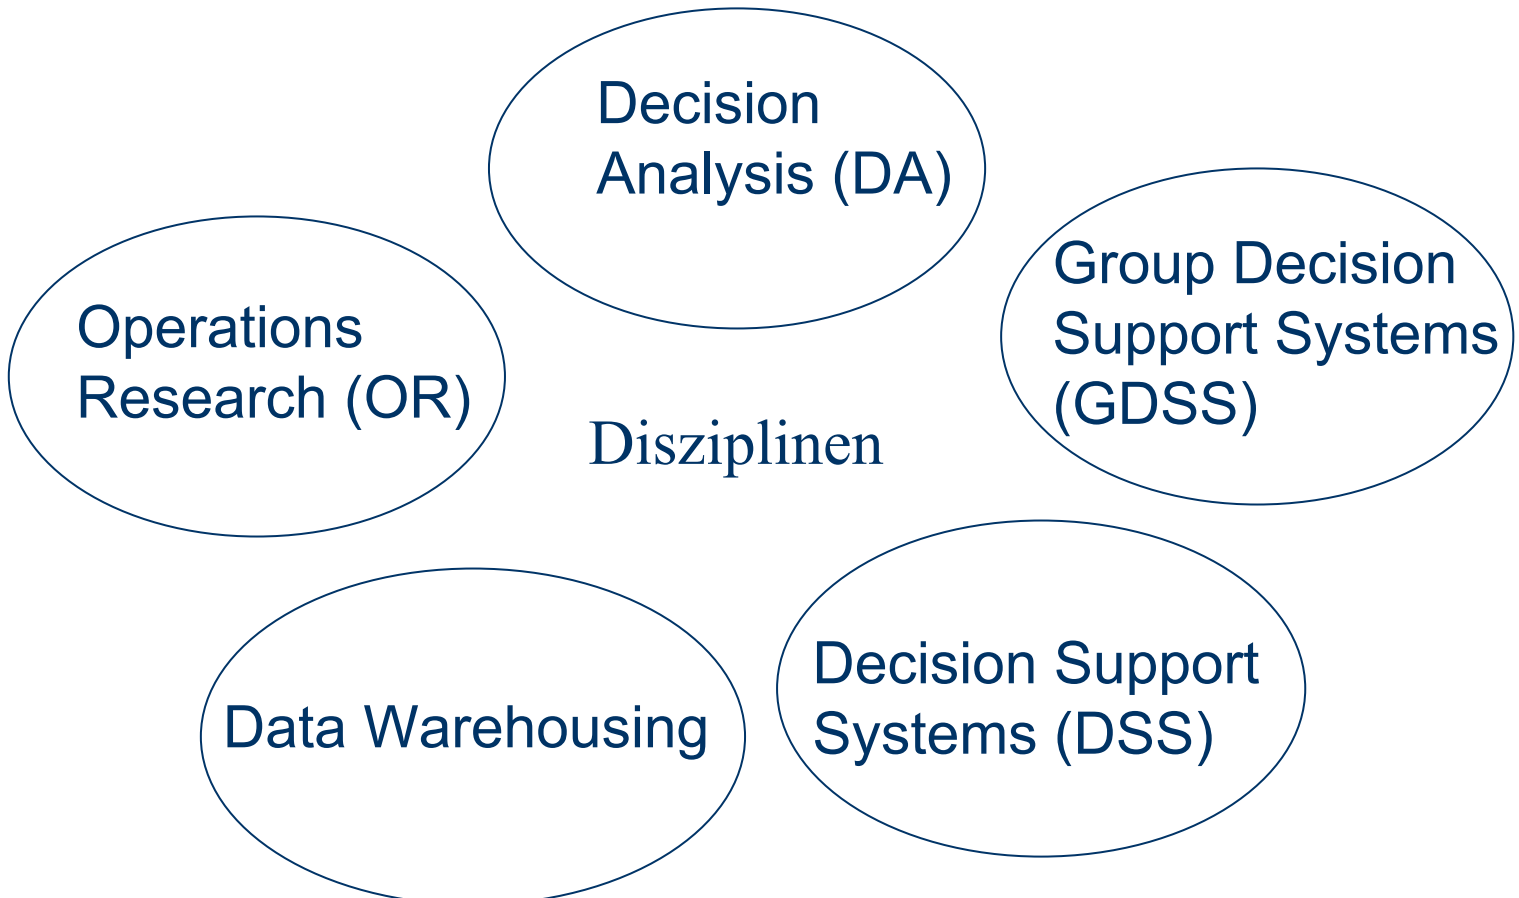 Decision
Analysis (DA)
Group Decision
Support Systems
(GDSS)
Operations
Research (OR)
Disziplinen
Decision Support
Systems (DSS)
Data Warehousing